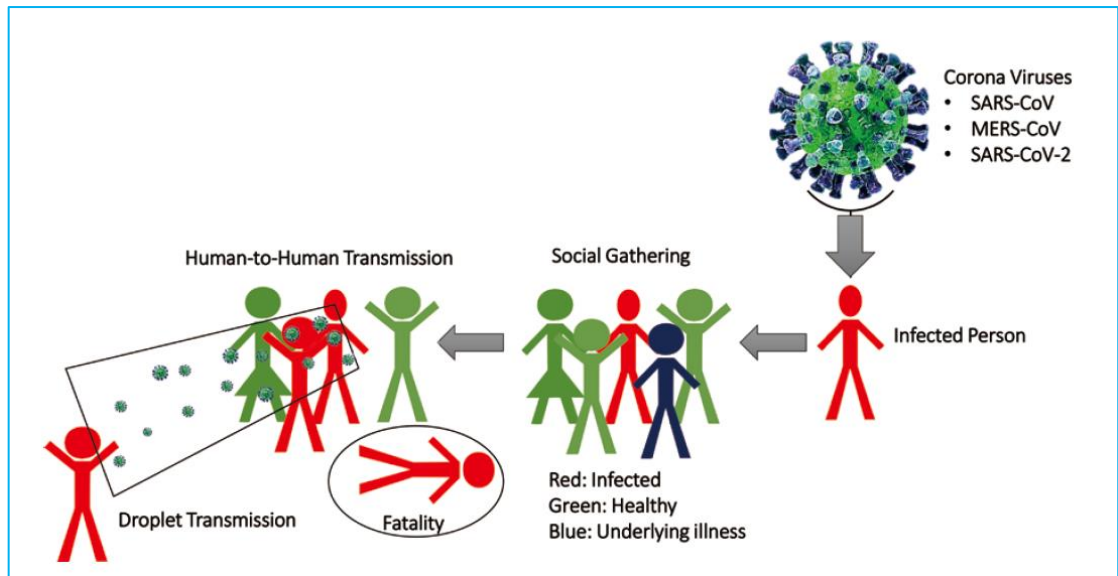 Corona Viruses
• SARS-CoV
• MERS-CoV
• SARS-CoV-2
Human-to-Human Transmission
Social Gathering
Infected Person
Red: Infected
Green: Healthy
Blue: Underlying illness
Droplet Transmission
Fatality